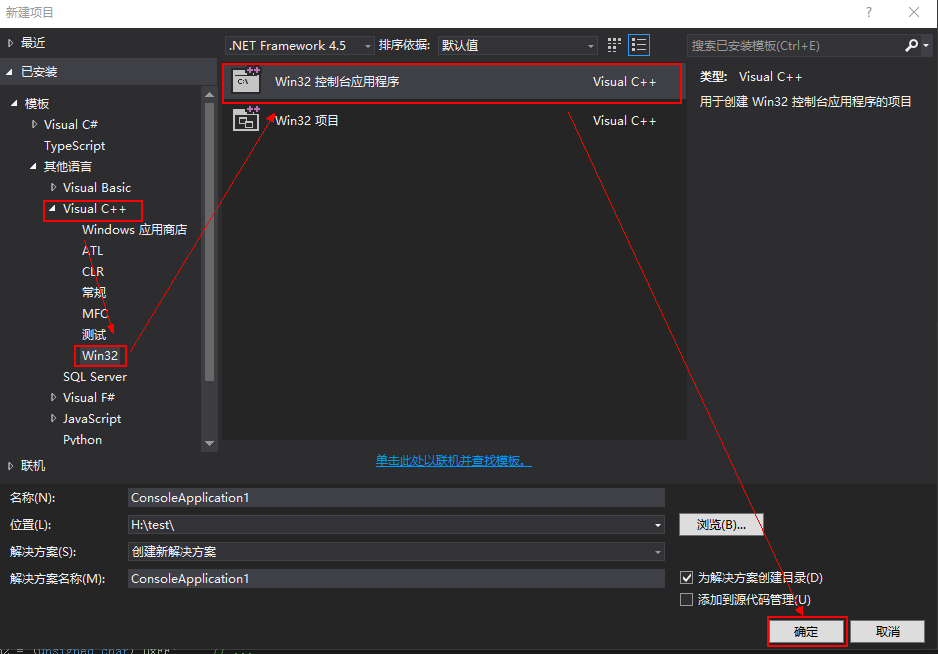 新建项目
?
最近
.NET Framework 4.5
排序依据:
默认值
搜索已安装模板(Ctrl+E)
已安装
模板
Visual C#
TypeScript
其他语言
Visual Basic
Visual C++
Windows 应用商店
ATL
CLR
常规
MFC
测试
Win32
SQL Server
Visual F#
JavaScript
Python
联机
C:\
Win32 控制台应用程序 Visual C++
Win32 项目 Visual C++
类型: Visual C++
用于创建 Win32 控制台应用程序的项目
单击此处以联机并查找模板。
名称(N): ConsoleApplication1
位置(L): H:\test\
浏览(B)...
解决方案(S): 创建新解决方案
解决方案名称(M): ConsoleApplication1
为解决方案创建目录(D)
添加到源代码管理(U)
确定
取消